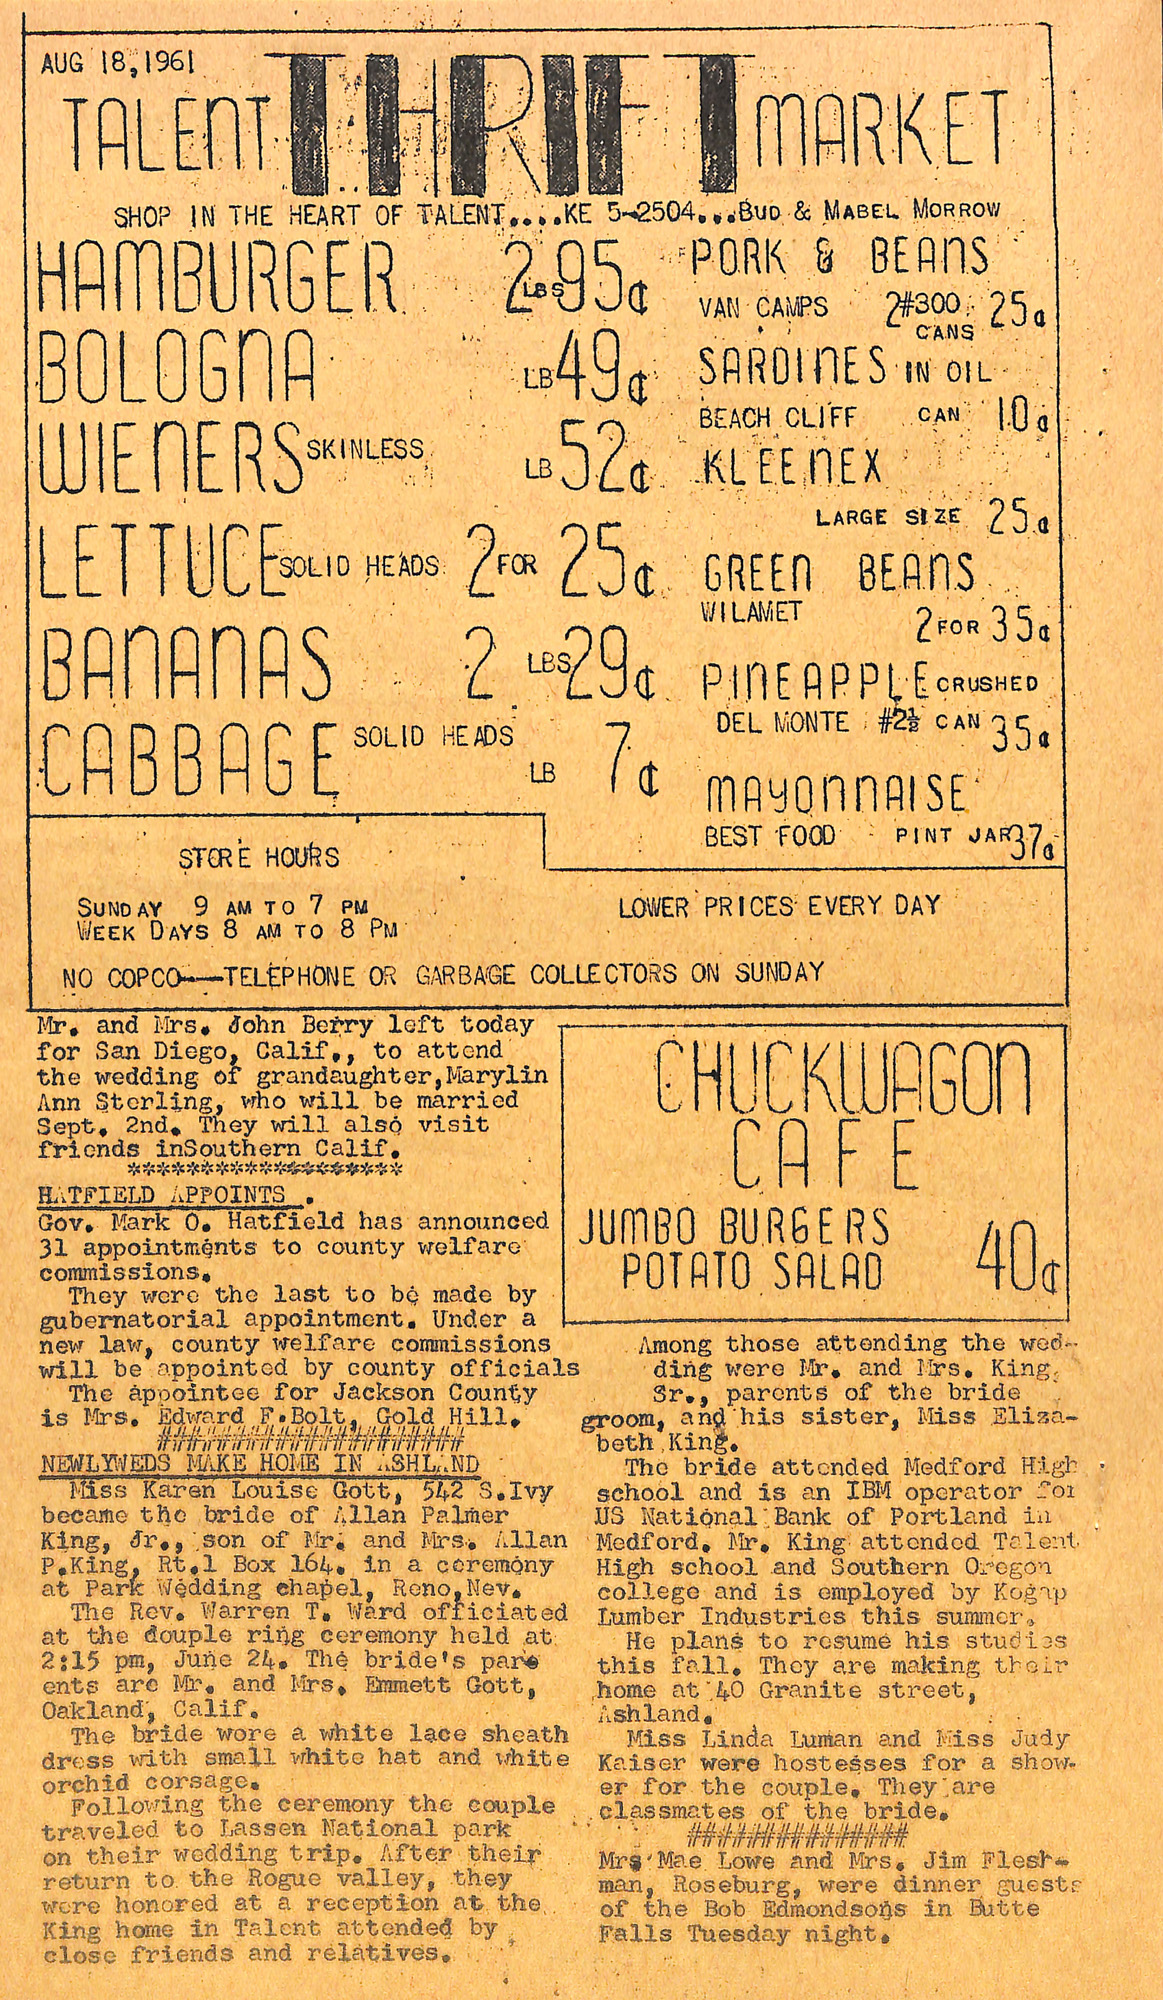 AUG 18, 1961
TALENT THRIFT MARKET
SHOP IN THE HEART OF TALENT....KE 5-2504...BUD & MABEL MORROW
HAMBURGER 2 LBS 95¢
BOLOGNA LB 49¢
WIENERS SKINLESS LB 52¢
LETTUCE SOLID HEADS 2 FOR 25¢
BANANAS 2 LBS 29¢
CABBAGE SOLID HEADS
LB 7¢
PORK & BEANS
VAN CAMPS 2 #300 CANS 25¢
SARDINES IN OIL
BEACH CLIFF CAN 10¢
KLEENEX
LARGE SIZE 25¢
GREEN BEANS
WILAMET
2 FOR 35¢
PINEAPPLE CRUSHED
DEL MONTE #2½ CAN 35¢
MAYONNAISE
BEST FOOD PINT JAR 37¢
STORE HOURS
SUNDAY 9 AM TO 7 PM
WEEK DAYS 8 AM TO 8 PM
LOWER PRICES EVERY DAY
NO COPCO——TELEPHONE OR GARBAGE COLLECTORS ON SUNDAY
Mr. and Mrs. John Berry left today
for San Diego, Calif., to attend
the wedding of grandaughter,Marylin
Ann Sterling, who will be married
Sept. 2nd. They will also visit
friends inSouthern Calif.
*******************
HATFIELD APPOINTS .
Gov. Mark O. Hatfield has announced
31 appointments to county welfare
commissions.
They were the last to be made by
gubernatorial appointment. Under a
new law, county welfare commissions
will be appointed by county officials
The appointee for Jackson County
is Mrs. Edward F.Bolt, Gold Hill.
#####################
NEWLYWEDS MAKE HOME IN ASHLAND
Miss Karen Louise Gott, 542 S.Ivy
became the bride of Allan Palmer
King, Jr., son of Mr. and Mrs. Allan
P.King, Rt.1 Box 164. in a ceremony
at Park Wedding chapel, Reno,Nev.
The Rev. Warren T. Ward officiated
at the douple ring ceremony held at
2:15 pm, June 24. The bride's pare
ents are Mr. and Mrs. Emmett Gott,
Oakland, Calif.
The bride wore a white lace sheath
dress with small white hat and white
orchid corsage.
Following the ceremony the couple
traveled to Lassen National park
on their wedding trip. After their
return to the Rogue valley, they
were honored at a reception at the
King home in Talent attended by
close friends and relatives.
CHUCKWAGON
CAFE
JUMBO BURGERS
POTATO SALAD 40¢
Among those attending the wed-
ding were Mr. and Mrs. King,
Sr., parents of the bride
groom, and his sister, Miss Eliza-
beth King.
The bride attended Medford High
school and is an IBM operator for
US National Bank of Portland in
Medford. Mr. King attended Talent
High school and Southern Oregon
college and is employed by Kogap
Lumber Industries this summer.
He plans to resume his studies
this fall. They are making their
home at 40 Granite street,
Ashland.
Miss Linda Luman and Miss Judy
Kaiser were hostesses for a show-
er for the couple. They are
classmates of the bride.
###############
Mrs Mae Lowe and Mrs. Jim Flesh-
man, Roseburg, were dinner guests
of the Bob Edmondsons in Butte
Falls Tuesday night.